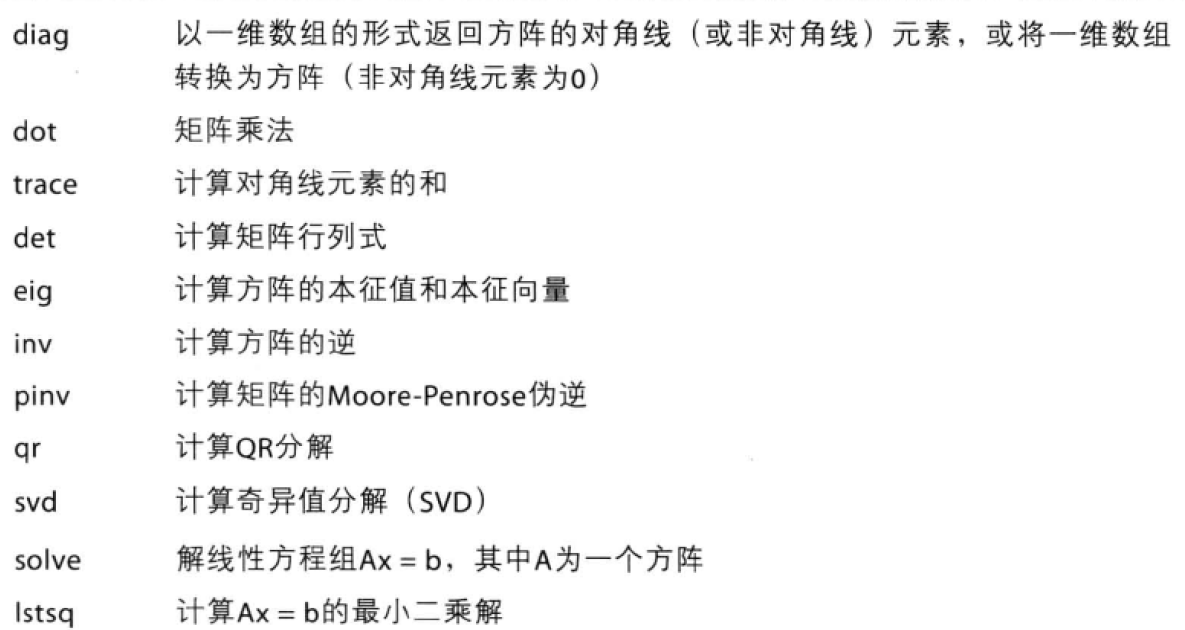 diag 以一维数组的形式返回方阵的对角线（或非对角线）元素，或将一维数组
转换为方阵（非对角线元素为0）
dot 矩阵乘法
trace 计算对角线元素的和
det 计算矩阵行列式
eig 计算方阵的本征值和本征向量
inv 计算方阵的逆
pinv 计算矩阵的Moore-Penrose伪逆
qr 计算QR分解
svd 计算奇异值分解（SVD）
solve 解线性方程组Ax = b，其中A为一个方阵
lstsq 计算Ax = b的最小二乘解